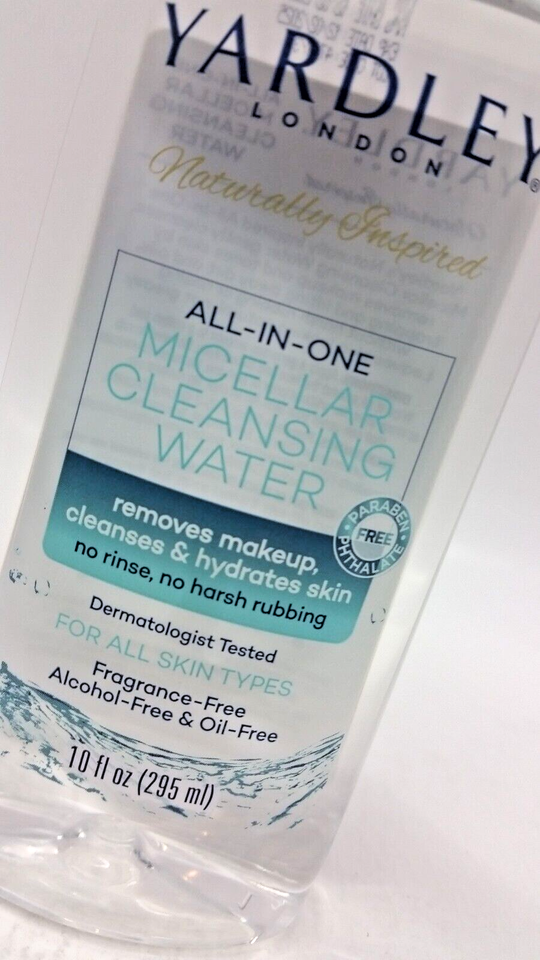 YARDLEY®
LONDON
Naturally Inspired
ALL-IN-ONE
MICELLAR
CLEANSING
WATER
removes makeup,
cleanses & hydrates skin
no rinse, no harsh rubbing
PARABEN
FREE
PHTHALATE
Dermatologist Tested
FOR ALL SKIN TYPES
Fragrance-Free
Alcohol-Free & Oil-Free
10 fl oz (295 ml)